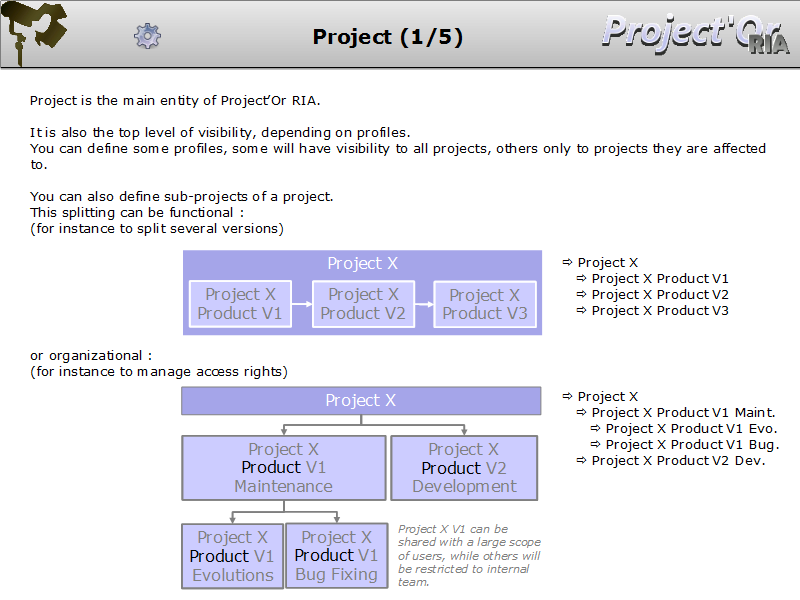 Project (1/5)
Project'Or
RIA
Project is the main entity of Project’Or RIA.
It is also the top level of visibility, depending on profiles.
You can define some profiles, some will have visibility to all projects, others only to projects they are affected
to.
You can also define sub-projects of a project.
This splitting can be functional :
(for instance to split several versions)
Project X
Project X
Product V1
Project X
Product V2
Project X
Product V3
⇨ Project X
⇨ Project X Product V1
⇨ Project X Product V2
⇨ Project X Product V3
or organizational :
(for instance to manage access rights)
Project X
Project X
Product V1
Maintenance
Project X
Product V2
Development
Project X
Product V1
Evolutions
Project X
Product V1
Bug Fixing
Project X V1 can be
shared with a large scope
of users, while others will
be restricted to internal
team.
⇨ Project X
⇨ Project X Product V1 Maint.
⇨ Project X Product V1 Evo.
⇨ Project X Product V1 Bug.
⇨ Project X Product V2 Dev.